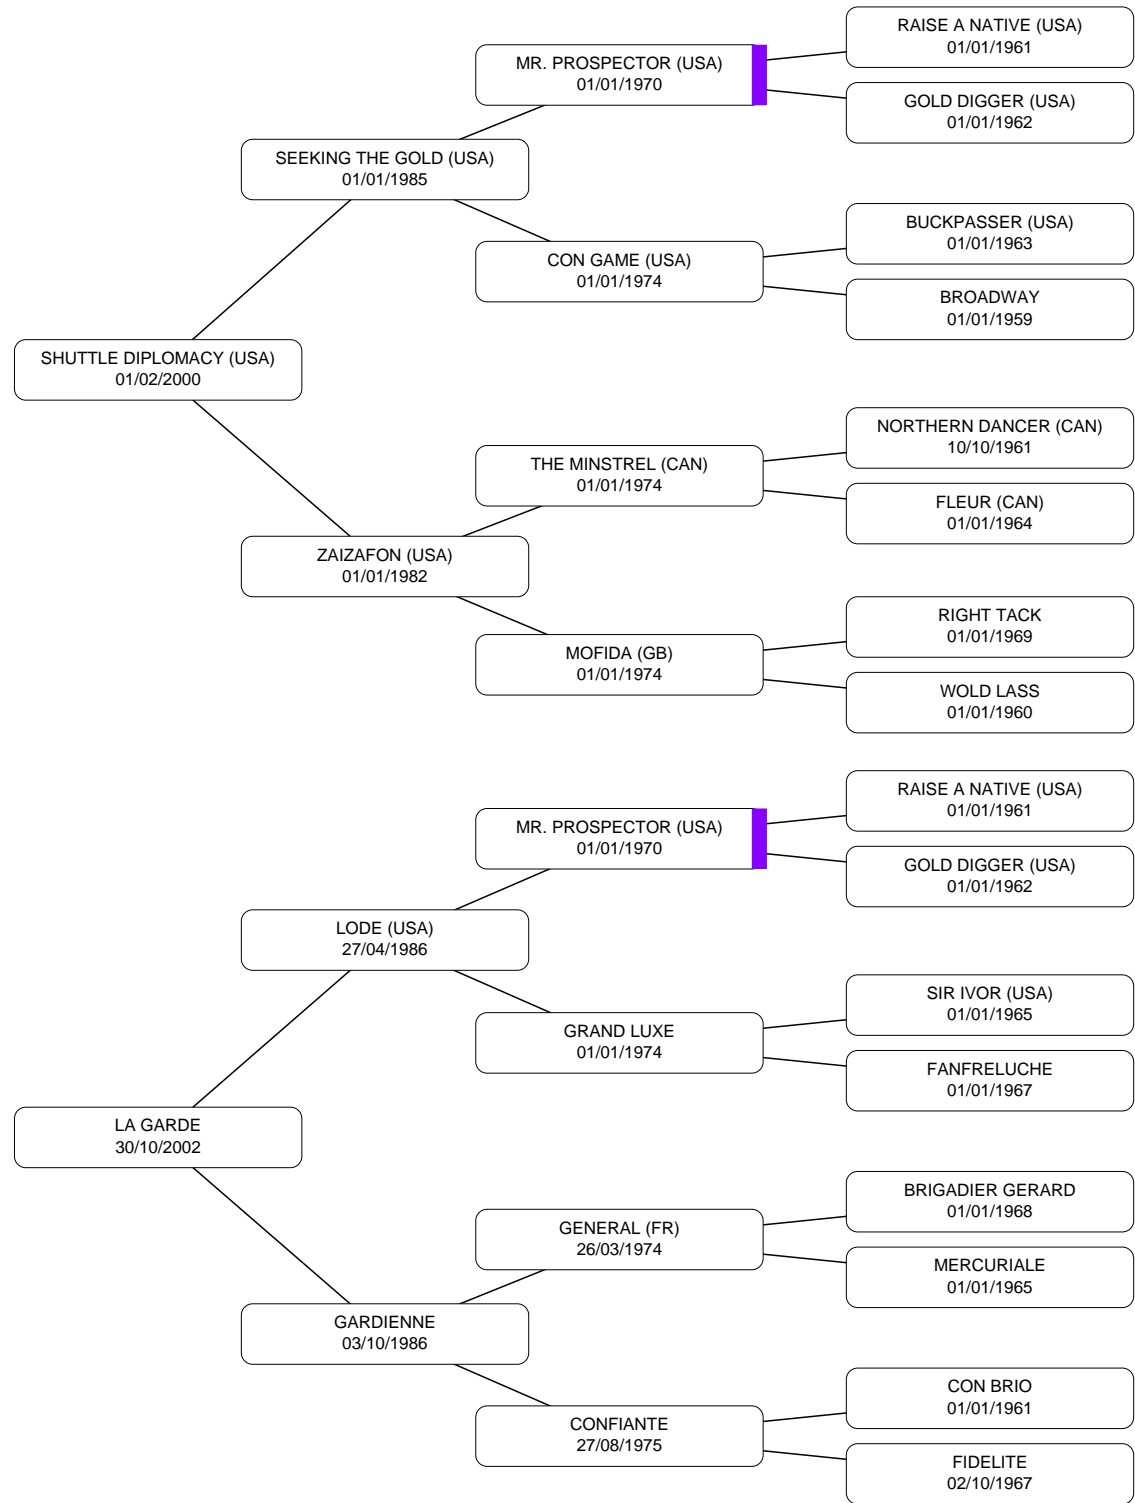 RAISE A NATIVE (USA)
01/01/1961
MR. PROSPECTOR (USA)
01/01/1970
GOLD DIGGER (USA)
01/01/1962
SEEKING THE GOLD (USA)
01/01/1985
BUCKPASSER (USA)
01/01/1963
CON GAME (USA)
01/01/1974
BROADWAY
01/01/1959
SHUTTLE DIPLOMACY (USA)
01/02/2000
NORTHERN DANCER (CAN)
10/10/1961
THE MINSTREL (CAN)
01/01/1974
FLEUR (CAN)
01/01/1964
ZAIZAFON (USA)
01/01/1982
RIGHT TACK
01/01/1969
MOFIDA (GB)
01/01/1974
WOLD LASS
01/01/1960
RAISE A NATIVE (USA)
01/01/1961
MR. PROSPECTOR (USA)
01/01/1970
GOLD DIGGER (USA)
01/01/1962
LODE (USA)
27/04/1986
SIR IVOR (USA)
01/01/1965
GRAND LUXE
01/01/1974
FANFRELUCHE
01/01/1967
LA GARDE
30/10/2002
BRIGADIER GERARD
01/01/1968
GENERAL (FR)
26/03/1974
MERCURIALE
01/01/1965
GARDIENNE
03/10/1986
CON BRIO
01/01/1961
CONFIANTE
27/08/1975
FIDELITE
02/10/1967